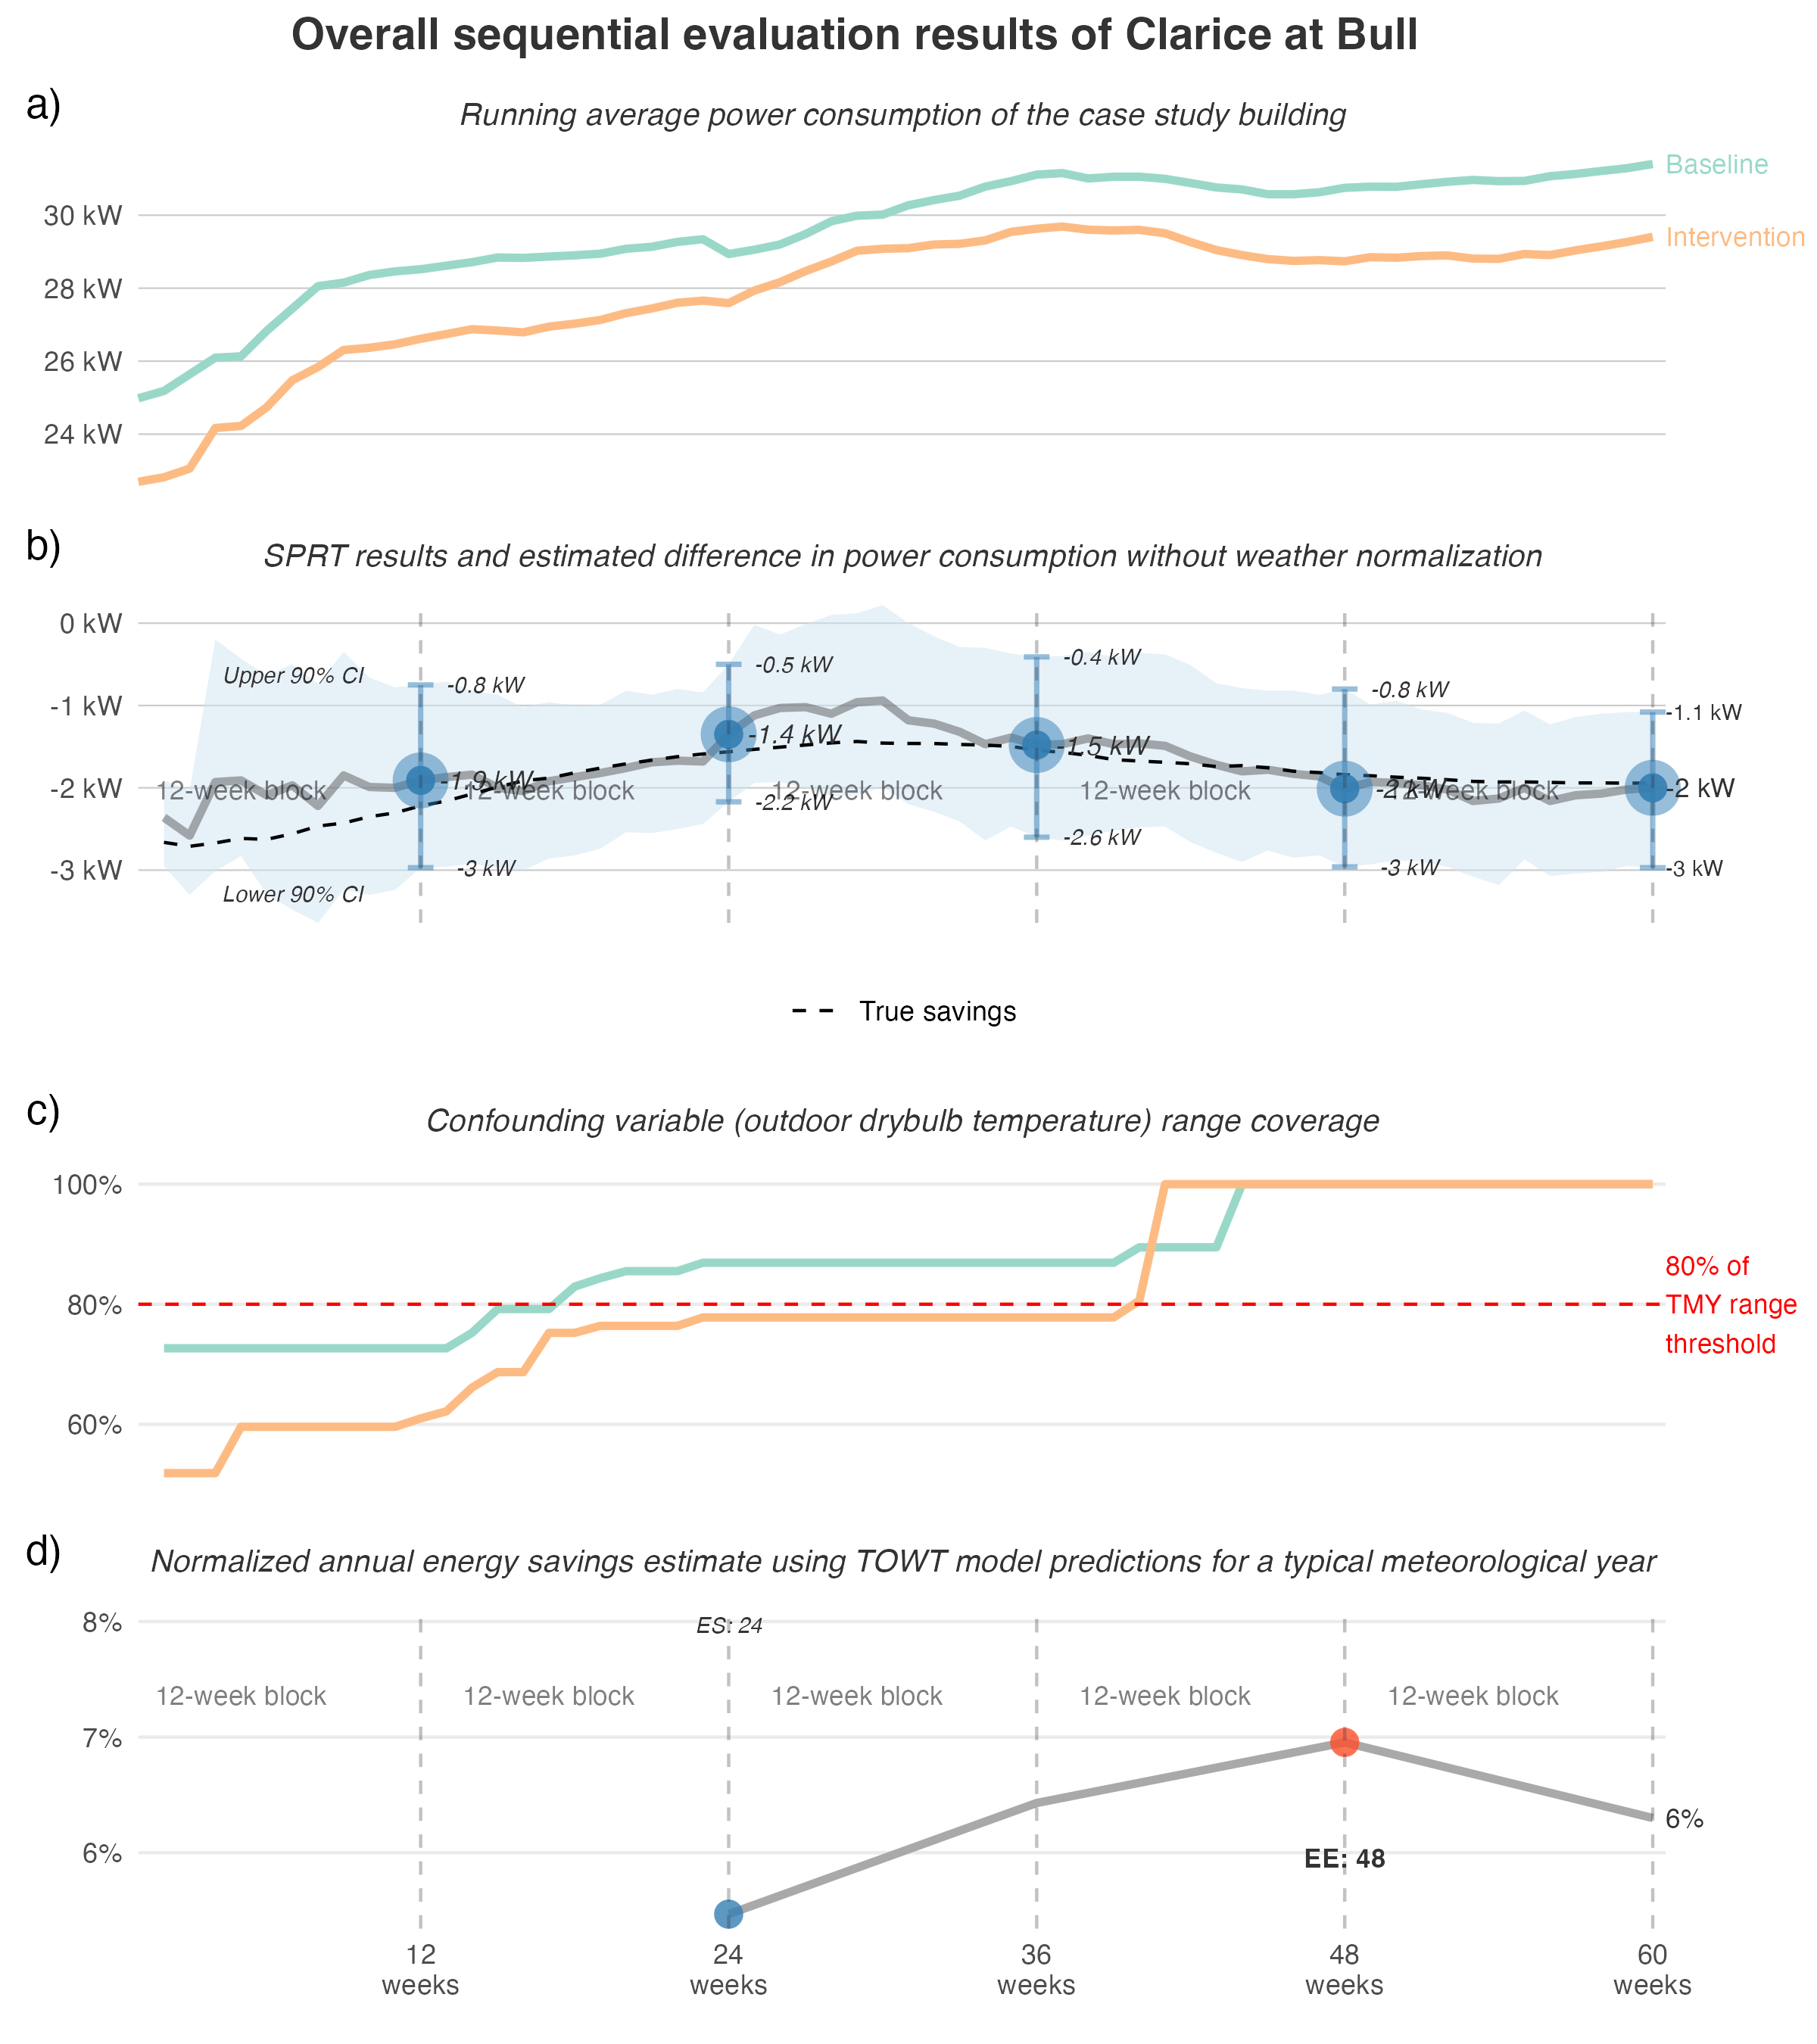 Overall sequential evaluation results of Clarice at Bull
a)
Running average power consumption of the case study building
Baseline
30 kW
Intervention
28 kW
26 kW
24 kW
b)
SPRT results and estimated difference in power consumption without weather normalization
0 kW
Upper 90% CI
-0.8 kW
-0.5 kW
-0.4 kW
-0.8 kW
-1.1 kW
-1 kW
-1.9 kW
-1.4 kW
-1.5 kW
-2 kW
-2 kW
-2 kW
12-week block
12-week block
12-week block
12-week block
12-week block
-2.2 kW
-2.6 kW
-3 kW
-3 kW
-3 kW
-3 kW
Lower 90% CI
True savings
c)
Confounding variable (outdoor drybulb temperature) range coverage
100%
80%
60%
80% of
TMY range
threshold
d)
Normalized annual energy savings estimate using TOWT model predictions for a typical meteorological year
8%
ES: 24
12-week block
12-week block
12-week block
12-week block
12-week block
7%
6%
6%
EE: 48
12
weeks
24
weeks
36
weeks
48
weeks
60
weeks